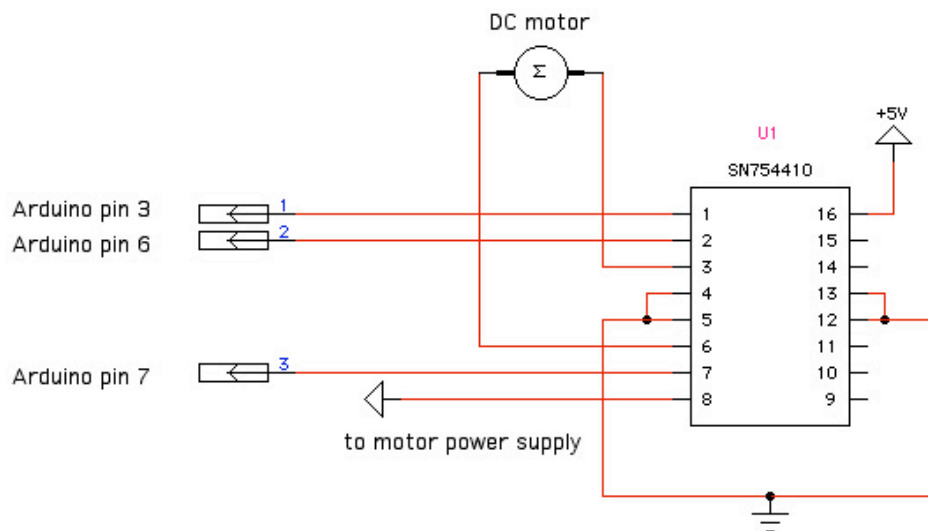 DC motor
+5V
U1
SN754410
Arduino pin 3
1
1
16
Arduino pin 6
2
2
15
3
14
4
13
5
12
6
11
Arduino pin 7
3
7
10
8
9
to motor power supply
Σ